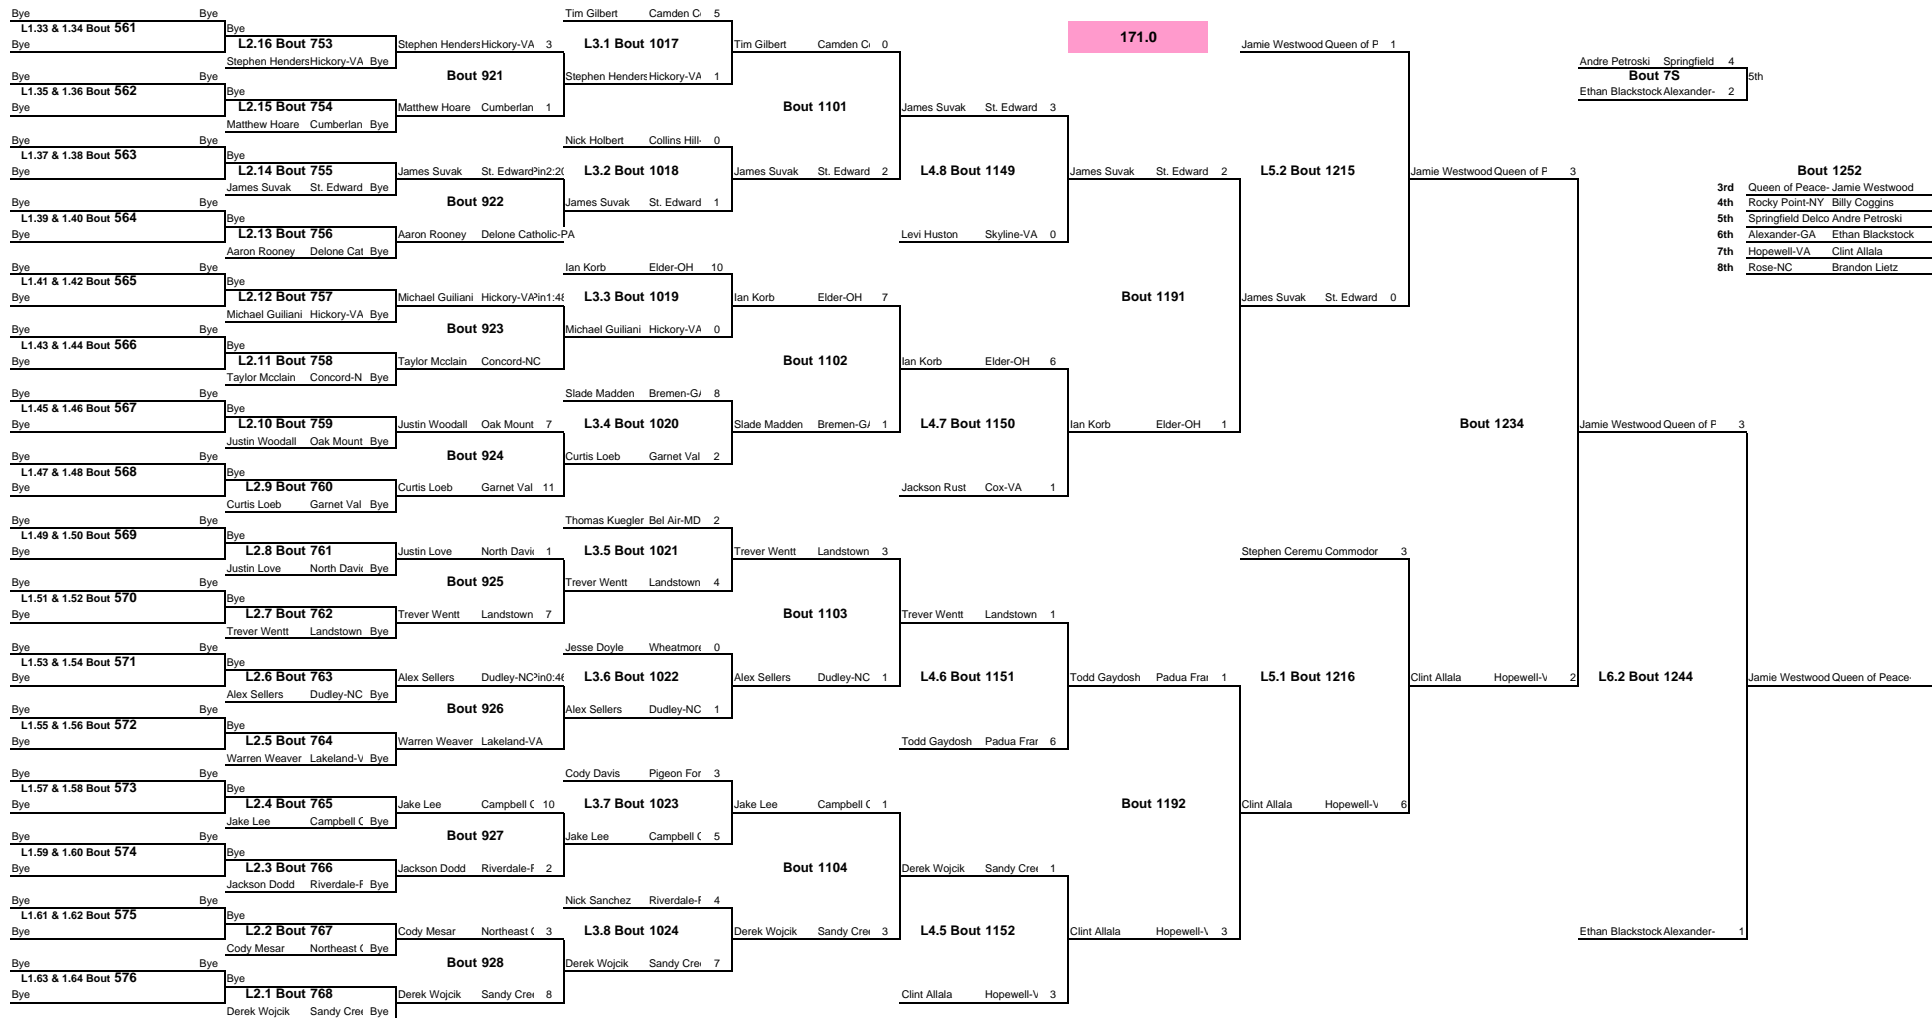 Bye Bye
L1.33 & 1.34 Bout 561
Bye
Bye Bye
L1.35 & 1.36 Bout 562
Bye
Bye Bye
L1.37 & 1.38 Bout 563
Bye
Bye Bye
L1.39 & 1.40 Bout 564
Bye
Bye Bye
L1.41 & 1.42 Bout 565
Bye
Bye Bye
L1.43 & 1.44 Bout 566
Bye
Bye Bye
L1.45 & 1.46 Bout 567
Bye
Bye Bye
L1.47 & 1.48 Bout 568
Bye
Bye Bye
L1.49 & 1.50 Bout 569
Bye
Bye Bye
L1.51 & 1.52 Bout 570
Bye
Bye Bye
L1.53 & 1.54 Bout 571
Bye
Bye Bye
L1.55 & 1.56 Bout 572
Bye
Bye Bye
L1.57 & 1.58 Bout 573
Bye
Bye Bye
L1.59 & 1.60 Bout 574
Bye
Bye Bye
L1.61 & 1.62 Bout 575
Bye
Bye Bye
L1.63 & 1.64 Bout 576
Bye
Bye
L2.16 Bout 753
Stephen Henders Hickory-VA Bye
Bye
L2.15 Bout 754
Matthew Hoare Cumberlan Bye
Bye
L2.14 Bout 755
James Suvak St. Edward Bye
Bye
L2.13 Bout 756
Aaron Rooney Delone Cat Bye
Bye
L2.12 Bout 757
Michael Guiliani Hickory-VA Bye
Bye
L2.11 Bout 758
Taylor Mcclain Concord-N Bye
Bye
L2.10 Bout 759
Justin Woodall Oak Mount Bye
Bye
L2.9 Bout 760
Curtis Loeb Garnet Val Bye
Bye
L2.8 Bout 761
Justin Love North Davi Bye
Bye
L2.7 Bout 762
Trever Wentt Landstown Bye
Bye
L2.6 Bout 763
Alex Sellers Dudley-NC Bye
Bye
L2.5 Bout 764
Warren Weaver Lakeland-V Bye
Bye
L2.4 Bout 765
Jake Lee Campbell C Bye
Bye
L2.3 Bout 766
Jackson Dodd Riverdale-F Bye
Bye
L2.2 Bout 767
Cody Mesar Northeast C Bye
Bye
L2.1 Bout 768
Derek Wojcik Sandy Cree Bye
Stephen Henders Hickory-VA 3
Bout 921
Matthew Hoare Cumberlan 1
James Suvak St. Edward Pin2:20
Bout 922
Aaron Rooney Delone Catholic-PA
Michael Guiliani Hickory-VA Pin1:48
Bout 923
Taylor Mcclain Concord-NC
Justin Woodall Oak Mount 7
Bout 924
Curtis Loeb Garnet Val 11
Justin Love North Davi 1
Bout 925
Trever Wentt Landstown 7
Alex Sellers Dudley-NC Pin0:46
Bout 926
Warren Weaver Lakeland-VA
Jake Lee Campbell C 10
Bout 927
Jackson Dodd Riverdale-F 2
Cody Mesar Northeast C 3
Bout 928
Derek Wojcik Sandy Cree 8
Tim Gilbert Camden C 5
L3.1 Bout 1017
Stephen Henders Hickory-VA 1
Nick Holbert Collins Hill- 0
L3.2 Bout 1018
James Suvak St. Edward 1
Ian Korb Elder-OH 10
L3.3 Bout 1019
Michael Guiliani Hickory-VA 0
Slade Madden Bremen-GA 8
L3.4 Bout 1020
Curtis Loeb Garnet Val 2
Thomas Kuegler Bel Air-MD 2
L3.5 Bout 1021
Trever Wentt Landstown 4
Jesse Doyle Wheatmore 0
L3.6 Bout 1022
Alex Sellers Dudley-NC 1
Cody Davis Pigeon For 3
L3.7 Bout 1023
Jake Lee Campbell C 5
Nick Sanchez Riverdale-F 4
L3.8 Bout 1024
Derek Wojcik Sandy Cree 7
Tim Gilbert Camden C 0
Bout 1101
James Suvak St. Edward 2
Ian Korb Elder-OH 7
Bout 1102
Slade Madden Bremen-GA 1
Trever Wentt Landstown 3
Bout 1103
Alex Sellers Dudley-NC 1
Jake Lee Campbell C 1
Bout 1104
Derek Wojcik Sandy Cree 3
James Suvak St. Edward 3
L4.8 Bout 1149
Levi Huston Skyline-VA 0
Ian Korb Elder-OH 6
L4.7 Bout 1150
Jackson Rust Cox-VA 1
Trever Wentt Landstown 1
L4.6 Bout 1151
Todd Gaydosh Padua Fran 6
Derek Wojcik Sandy Cree 1
L4.5 Bout 1152
Clint Allala Hopewell-V 3
171.0
James Suvak St. Edward 2
Bout 1191
Ian Korb Elder-OH 1
Todd Gaydosh Padua Fran 1
Bout 1192
Clint Allala Hopewell-V 3
Jamie Westwood Queen of P 1
L5.2 Bout 1215
James Suvak St. Edward 0
Stephen Ceremu Commodor 3
L5.1 Bout 1216
Clint Allala Hopewell-V 6
Jamie Westwood Queen of P 3
Bout 1234
Clint Allala Hopewell-V 2
Andre Petroski Springfield 4
Bout 7S
5th
Ethan Blackstock Alexander- 2
Jamie Westwood Queen of P 3
L6.2 Bout 1244
Ethan Blackstock Alexander- 1
Jamie Westwood Queen of Peace-
Bout 1252
3rd Queen of Peace- Jamie Westwood
4th Rocky Point-NY Billy Coggins
5th Springfield Delco Andre Petroski
6th Alexander-GA Ethan Blackstock
7th Hopewell-VA Clint Allala
8th Rose-NC Brandon Lietz